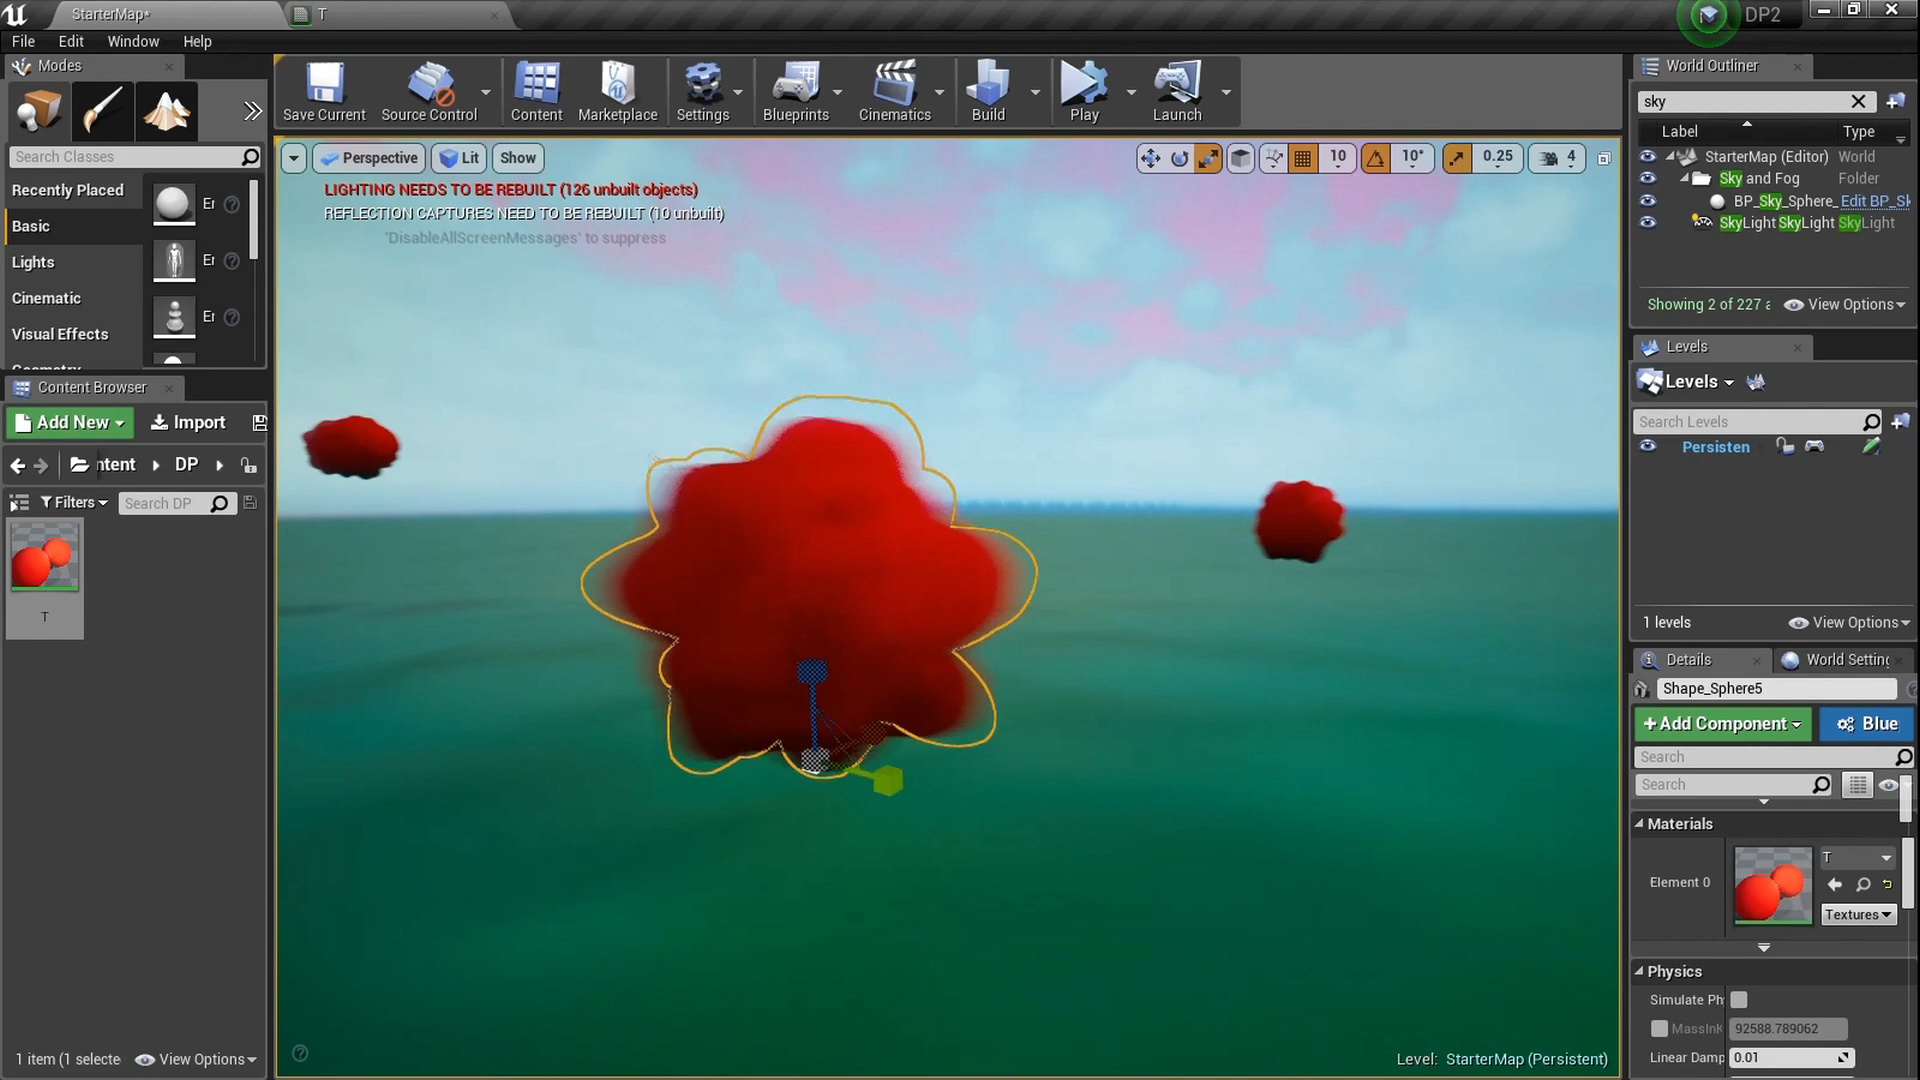 StarterMap*
T
DP2
File
Edit
Window
Help
Modes
Search Classes
Recently Placed
Basic
Lights
Cinematic
Visual Effects
Geometry
Er
Er
Er
Save Current
Source Control
Content
Marketplace
Settings
Blueprints
Cinematics
Build
Play
Launch
Perspective
Lit
Show
10
10°
0.25
4
LIGHTING NEEDS TO BE REBUILT (126 unbuilt objects)
REFLECTION CAPTURES NEED TO BE REBUILT (10 unbuilt)
'DisableAllScreenMessages' to suppress
Content Browser
Add New
Import
ntent
DP
Filters
Search DP
T
1 item (1 selecte
View Options
Level: StarterMap (Persistent)
World Outliner
sky
Label
Type
StarterMap (Editor)
World
Sky and Fog
Folder
BP_Sky_Sphere_
Edit BP_Sk
SkyLight SkyLight
SkyLight
Showing 2 of 227 a
View Options
Levels
Levels
Search Levels
Persisten
1 levels
View Options
Details
World Setting
Shape_Sphere5
+Add Component
Blue
Search
Search
Materials
Element 0
T
Textures
Physics
Simulate Ph
MassInK
92588.789062
Linear Damp
0.01